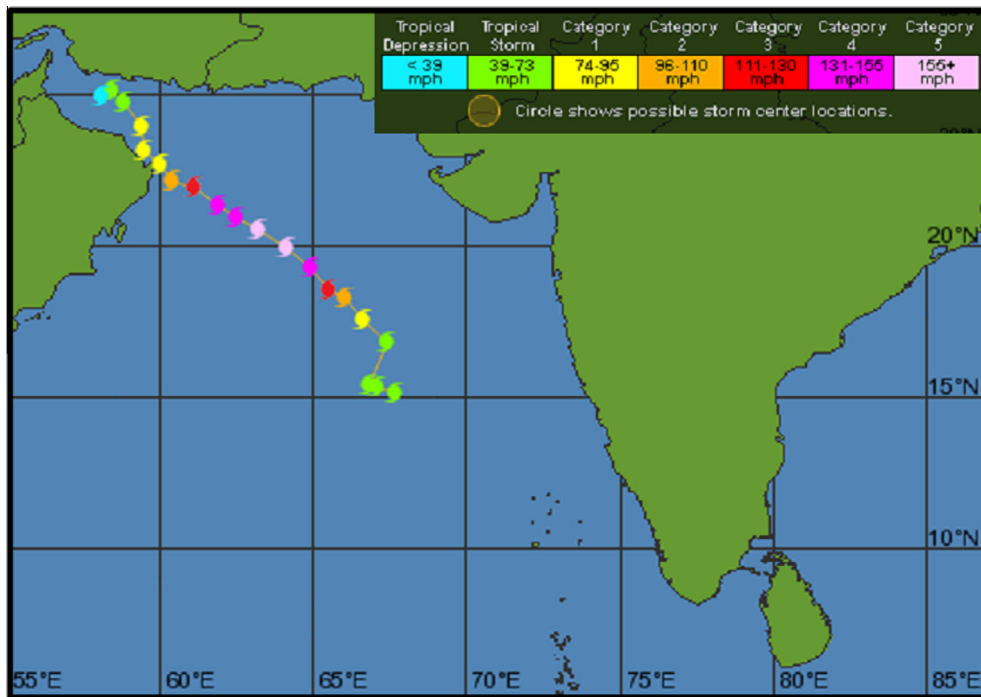 Tropical Depression
Tropical Storm
Category 1
Category 2
Category 3
Category 4
Category 5
< 39 mph
39-73 mph
74-95 mph
96-110 mph
111-130 mph
131-155 mph
155+ mph
Circle shows possible storm center locations.
20°N
15°N
10°N
55°E 60°E 65°E 70°E 75°E 80°E 85°E